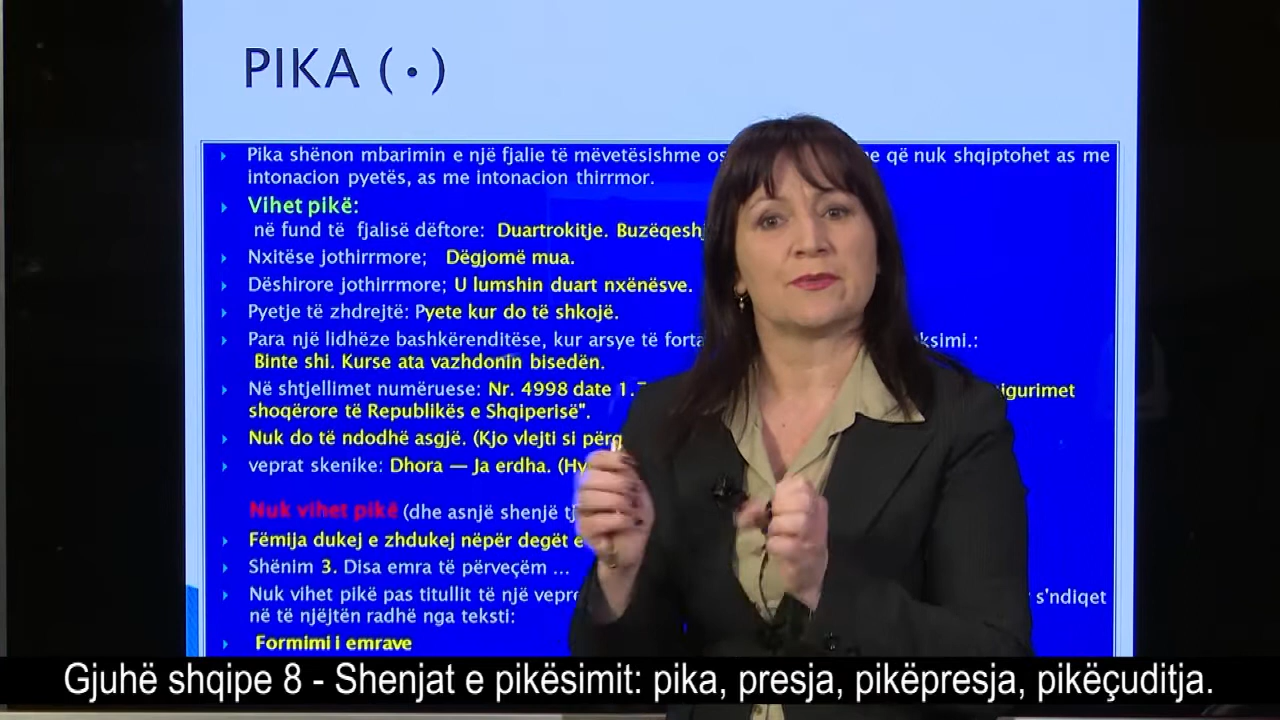 PIKA (·)
Pika shënon mbarimin e një fjalie të mëvetësishme që nuk shqiptohet as me
intonacion pyetës, as me intonacion thirrmor.
Vihet pikë:
në fund të fjalisë dëftore: Duartrokitje.
Nxitëse jothirrmore; Dëgjomë mua.
Dëshirore jothirrmore; U lumshin duart nxënësve.
Pyetje të zhdrejtë: Pyete kur do të shkojë.
Para një lidhëze bashkërenditëse, kur arsye të forta
Binte shi. Kurse ata vazhdonin bisedën.
Në shtjellimet numëruese: Nr. 4998 date
shoqërore të Republikës e Shqiperisë".
Nuk do të ndodhë asgjë. (Kjo vlejti si
veprat skenike: Dhora — Ja erdha.
Nuk vihet pikë (dhe asnjë shenjë
Fëmija dukej e zhdukej nëpër degët
Shënim 3. Disa emra të përveçëm ...
Nuk vihet pikë pas titullit të një s'ndiqet
në të njëjtën radhë nga teksti:
Formimi i emrave
Gjuhë shqipe 8 - Shenjat e pikësimit: pika, presja, pikëpresja, pikëçuditja.